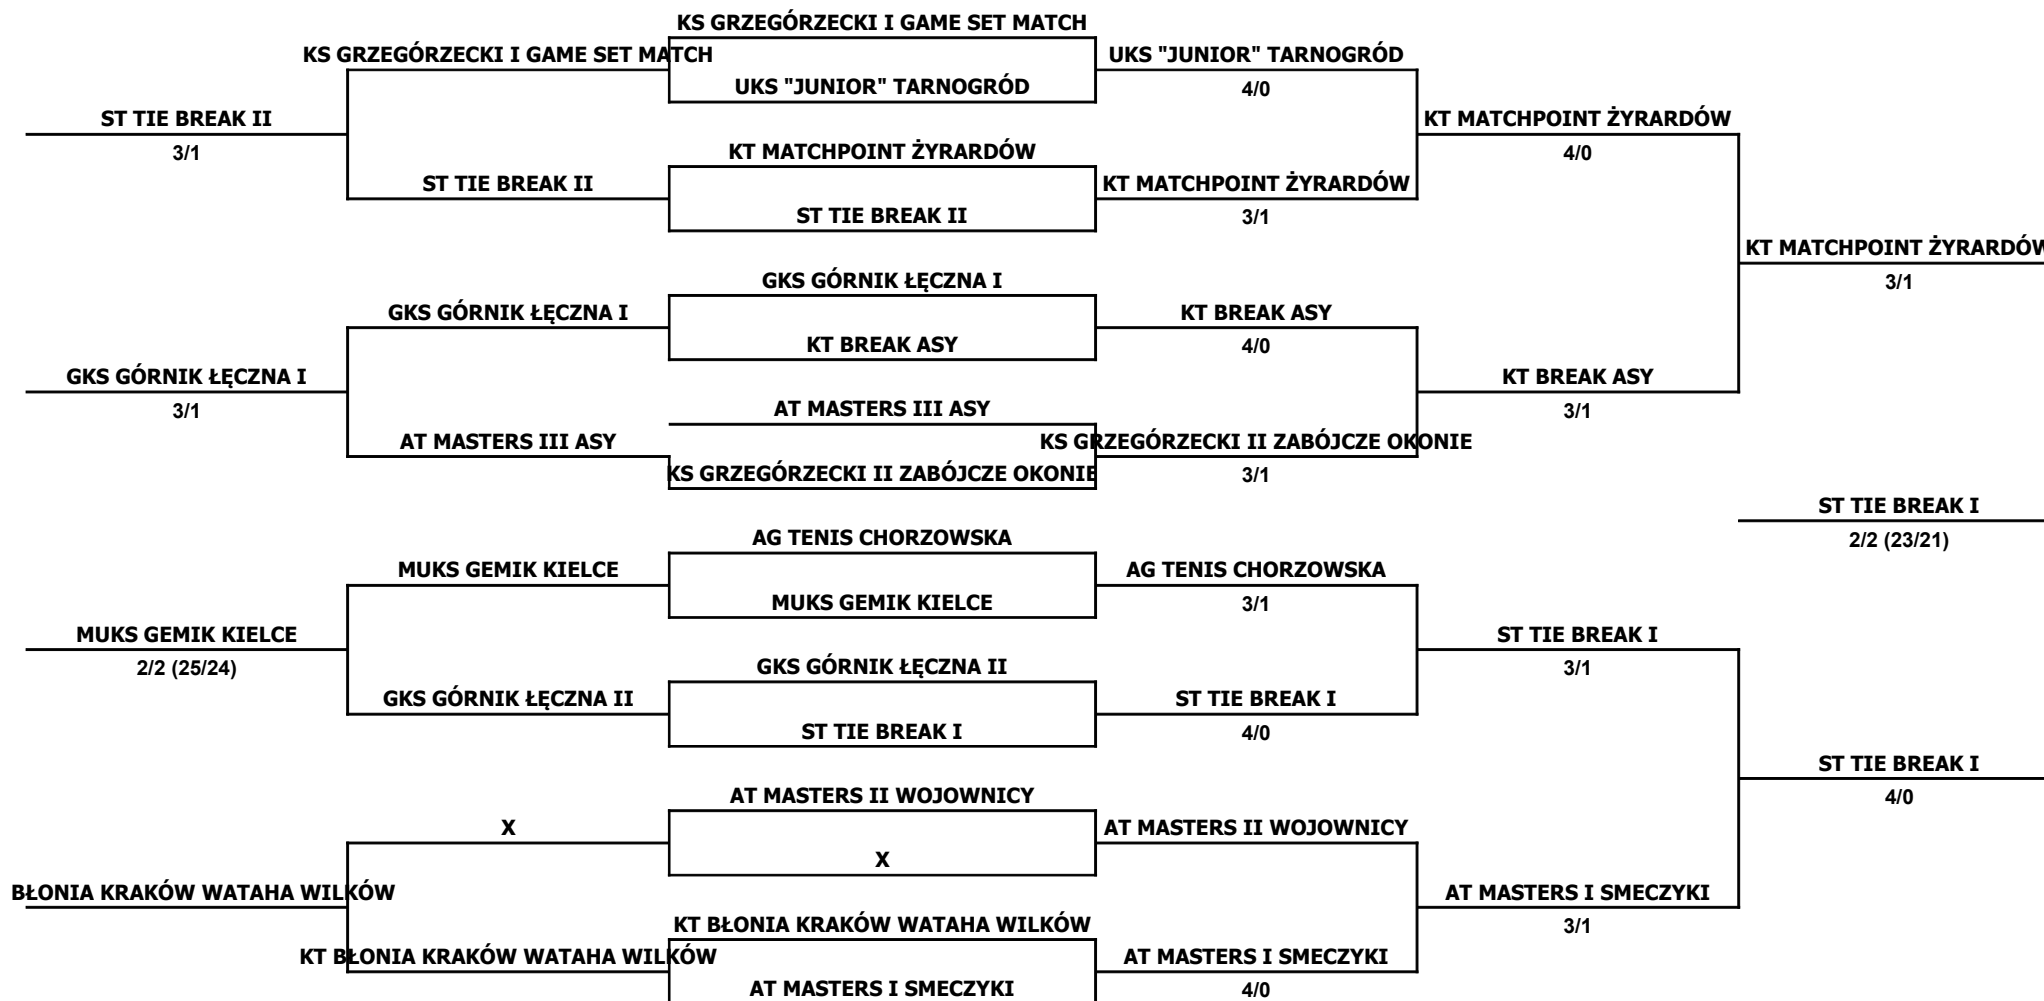 KS GRZEGÓRZECKI I GAME SET MATCH
KS GRZEGÓRZECKI I GAME SET MATCH
UKS "JUNIOR" TARNOGRÓD
UKS "JUNIOR" TARNOGRÓD
4/0
ST TIE BREAK II
KT MATCHPOINT ŻYRARDÓW
3/1
KT MATCHPOINT ŻYRARDÓW
4/0
ST TIE BREAK II
KT MATCHPOINT ŻYRARDÓW
ST TIE BREAK II
3/1
KT MATCHPOINT ŻYRARDÓW
GKS GÓRNIK ŁĘCZNA I
3/1
GKS GÓRNIK ŁĘCZNA I
KT BREAK ASY
KT BREAK ASY
4/0
GKS GÓRNIK ŁĘCZNA I
KT BREAK ASY
3/1
AT MASTERS III ASY
3/1
AT MASTERS III ASY
KS GRZEGÓRZECKI II ZABÓJCZE OKONIE
KS GRZEGÓRZECKI II ZABÓJCZE OKONIE
3/1
ST TIE BREAK I
AG TENIS CHORZOWSKA
2/2 (23/21)
MUKS GEMIK KIELCE
AG TENIS CHORZOWSKA
MUKS GEMIK KIELCE
3/1
MUKS GEMIK KIELCE
ST TIE BREAK I
2/2 (25/24)
GKS GÓRNIK ŁĘCZNA II
3/1
GKS GÓRNIK ŁĘCZNA II
ST TIE BREAK I
ST TIE BREAK I
4/0
ST TIE BREAK I
AT MASTERS II WOJOWNICY
4/0
X
AT MASTERS II WOJOWNICY
X
BŁONIA KRAKÓW WATAHA WILKÓW
AT MASTERS I SMECZYKI
KT BŁONIA KRAKÓW WATAHA WILKÓW
3/1
KT BŁONIA KRAKÓW WATAHA WILKÓW
AT MASTERS I SMECZYKI
AT MASTERS I SMECZYKI
4/0